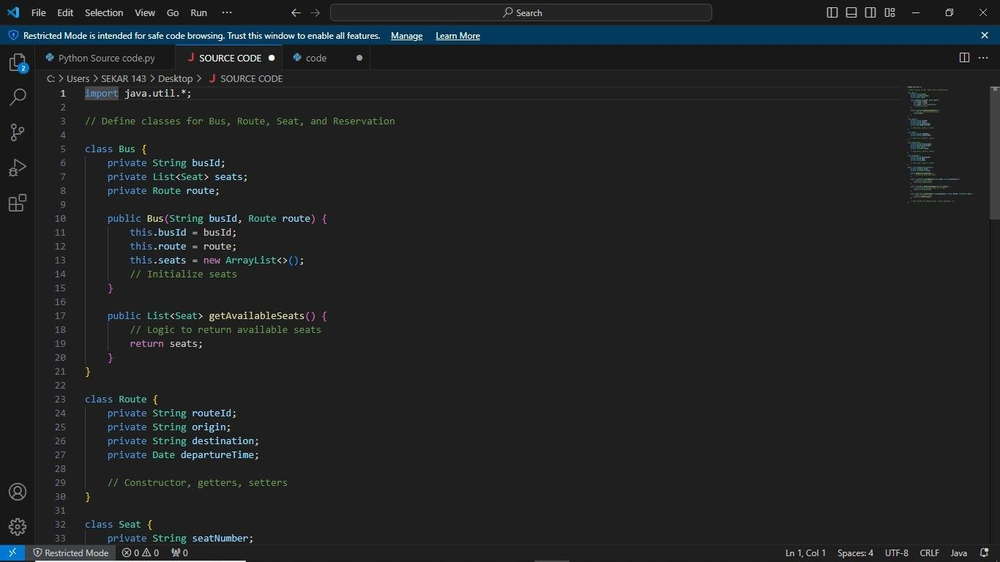 File Edit Selection View Go Run ··· Search
Restricted Mode is intended for safe code browsing. Trust this window to enable all features. Manage Learn More
2
Python Source code.py J SOURCE CODE code
C: > Users > SEKAR 143 > Desktop > J SOURCE CODE
1 import java.util.*;
2
3 // Define classes for Bus, Route, Seat, and Reservation
4
5 class Bus {
6 private String busId;
7 private List<Seat> seats;
8 private Route route;
9
10 public Bus(String busId, Route route) {
11 this.busId = busId;
12 this.route = route;
13 this.seats = new ArrayList<>();
14 // Initialize seats
15 }
16
17 public List<Seat> getAvailableSeats() {
18 // Logic to return available seats
19 return seats;
20 }
21 }
22
23 class Route {
24 private String routeId;
25 private String origin;
26 private String destination;
27 private Date departureTime;
28
29 // Constructor, getters, setters
30 }
31
32 class Seat {
33 private String seatNumber;
Restricted Mode 0 0 0 Ln 1, Col 1 Spaces: 4 UTF-8 CRLF Java